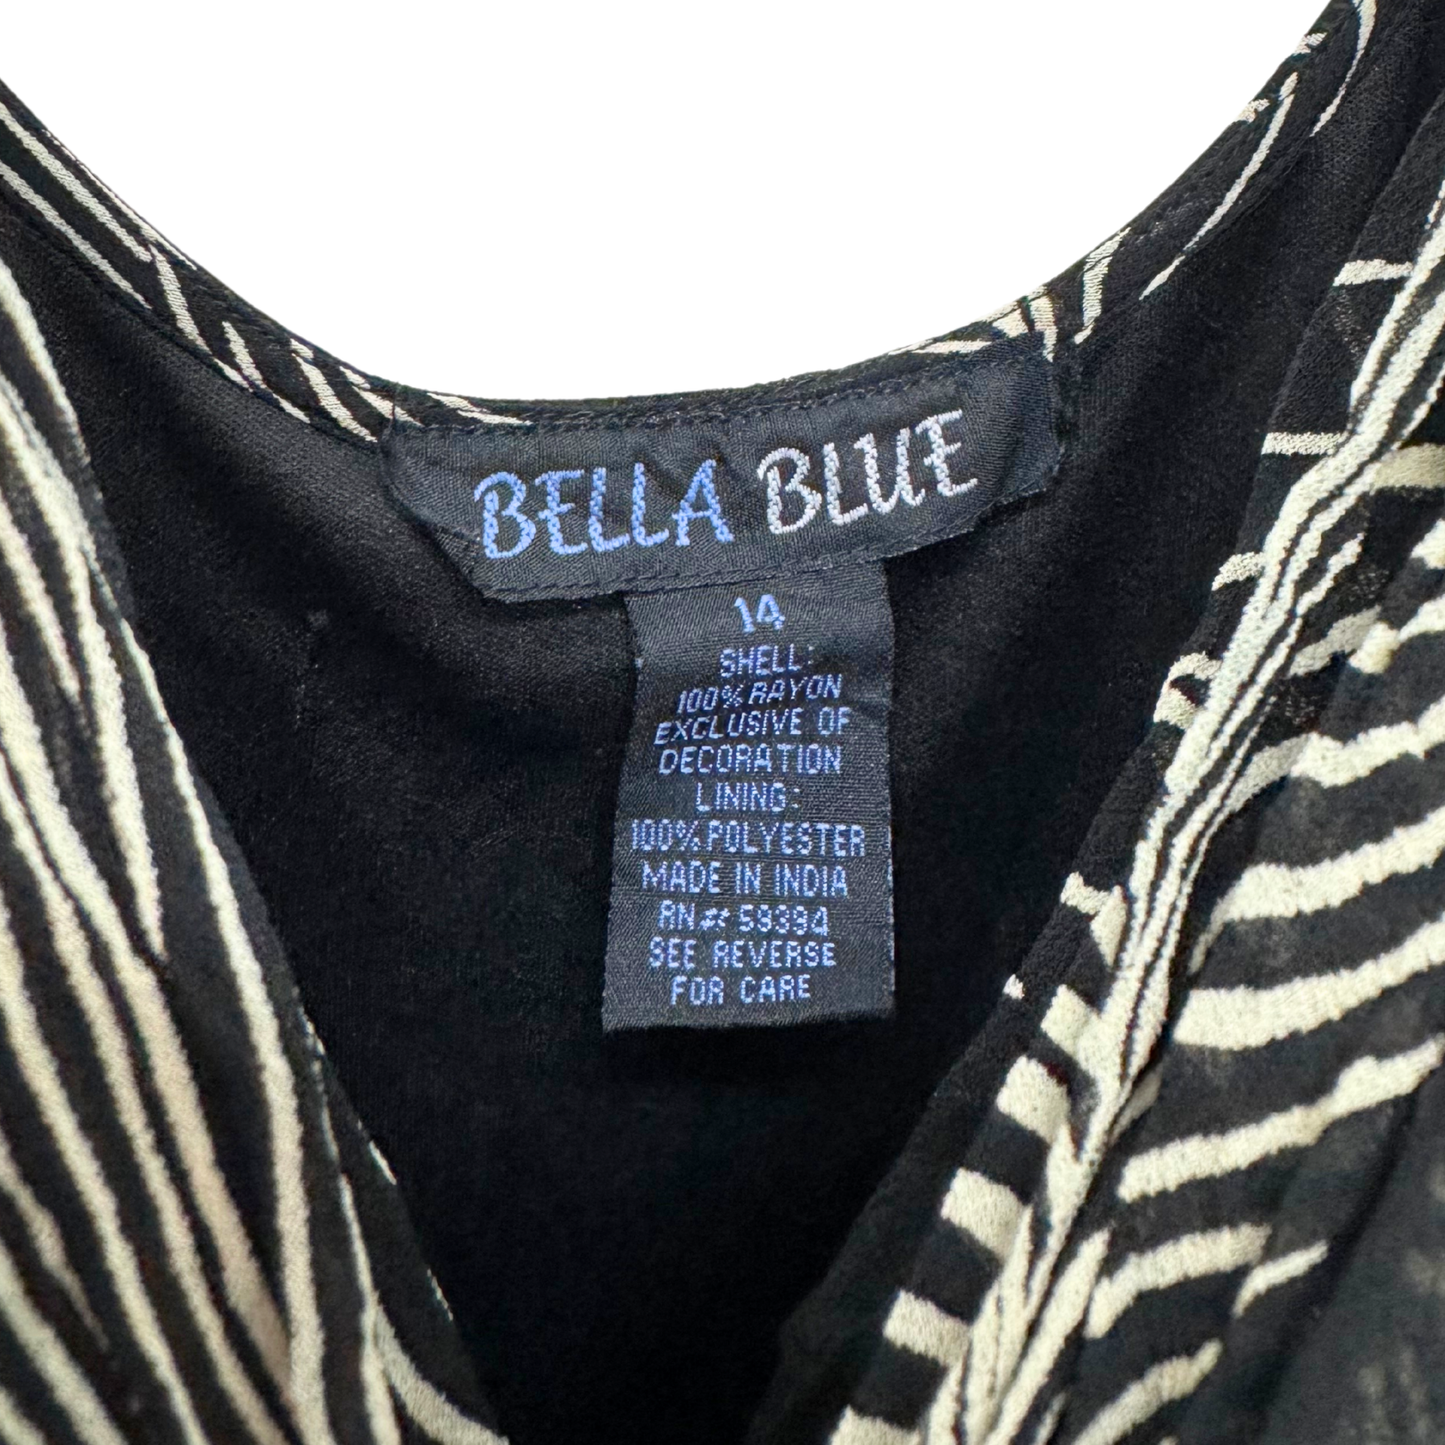 BELLA BLUE
14
SHELL:
100% RAYON
EXCLUSIVE OF
DECORATION
LINING:
100% POLYESTER
MADE IN INDIA
RN# 59394
SEE REVERSE
FOR CARE